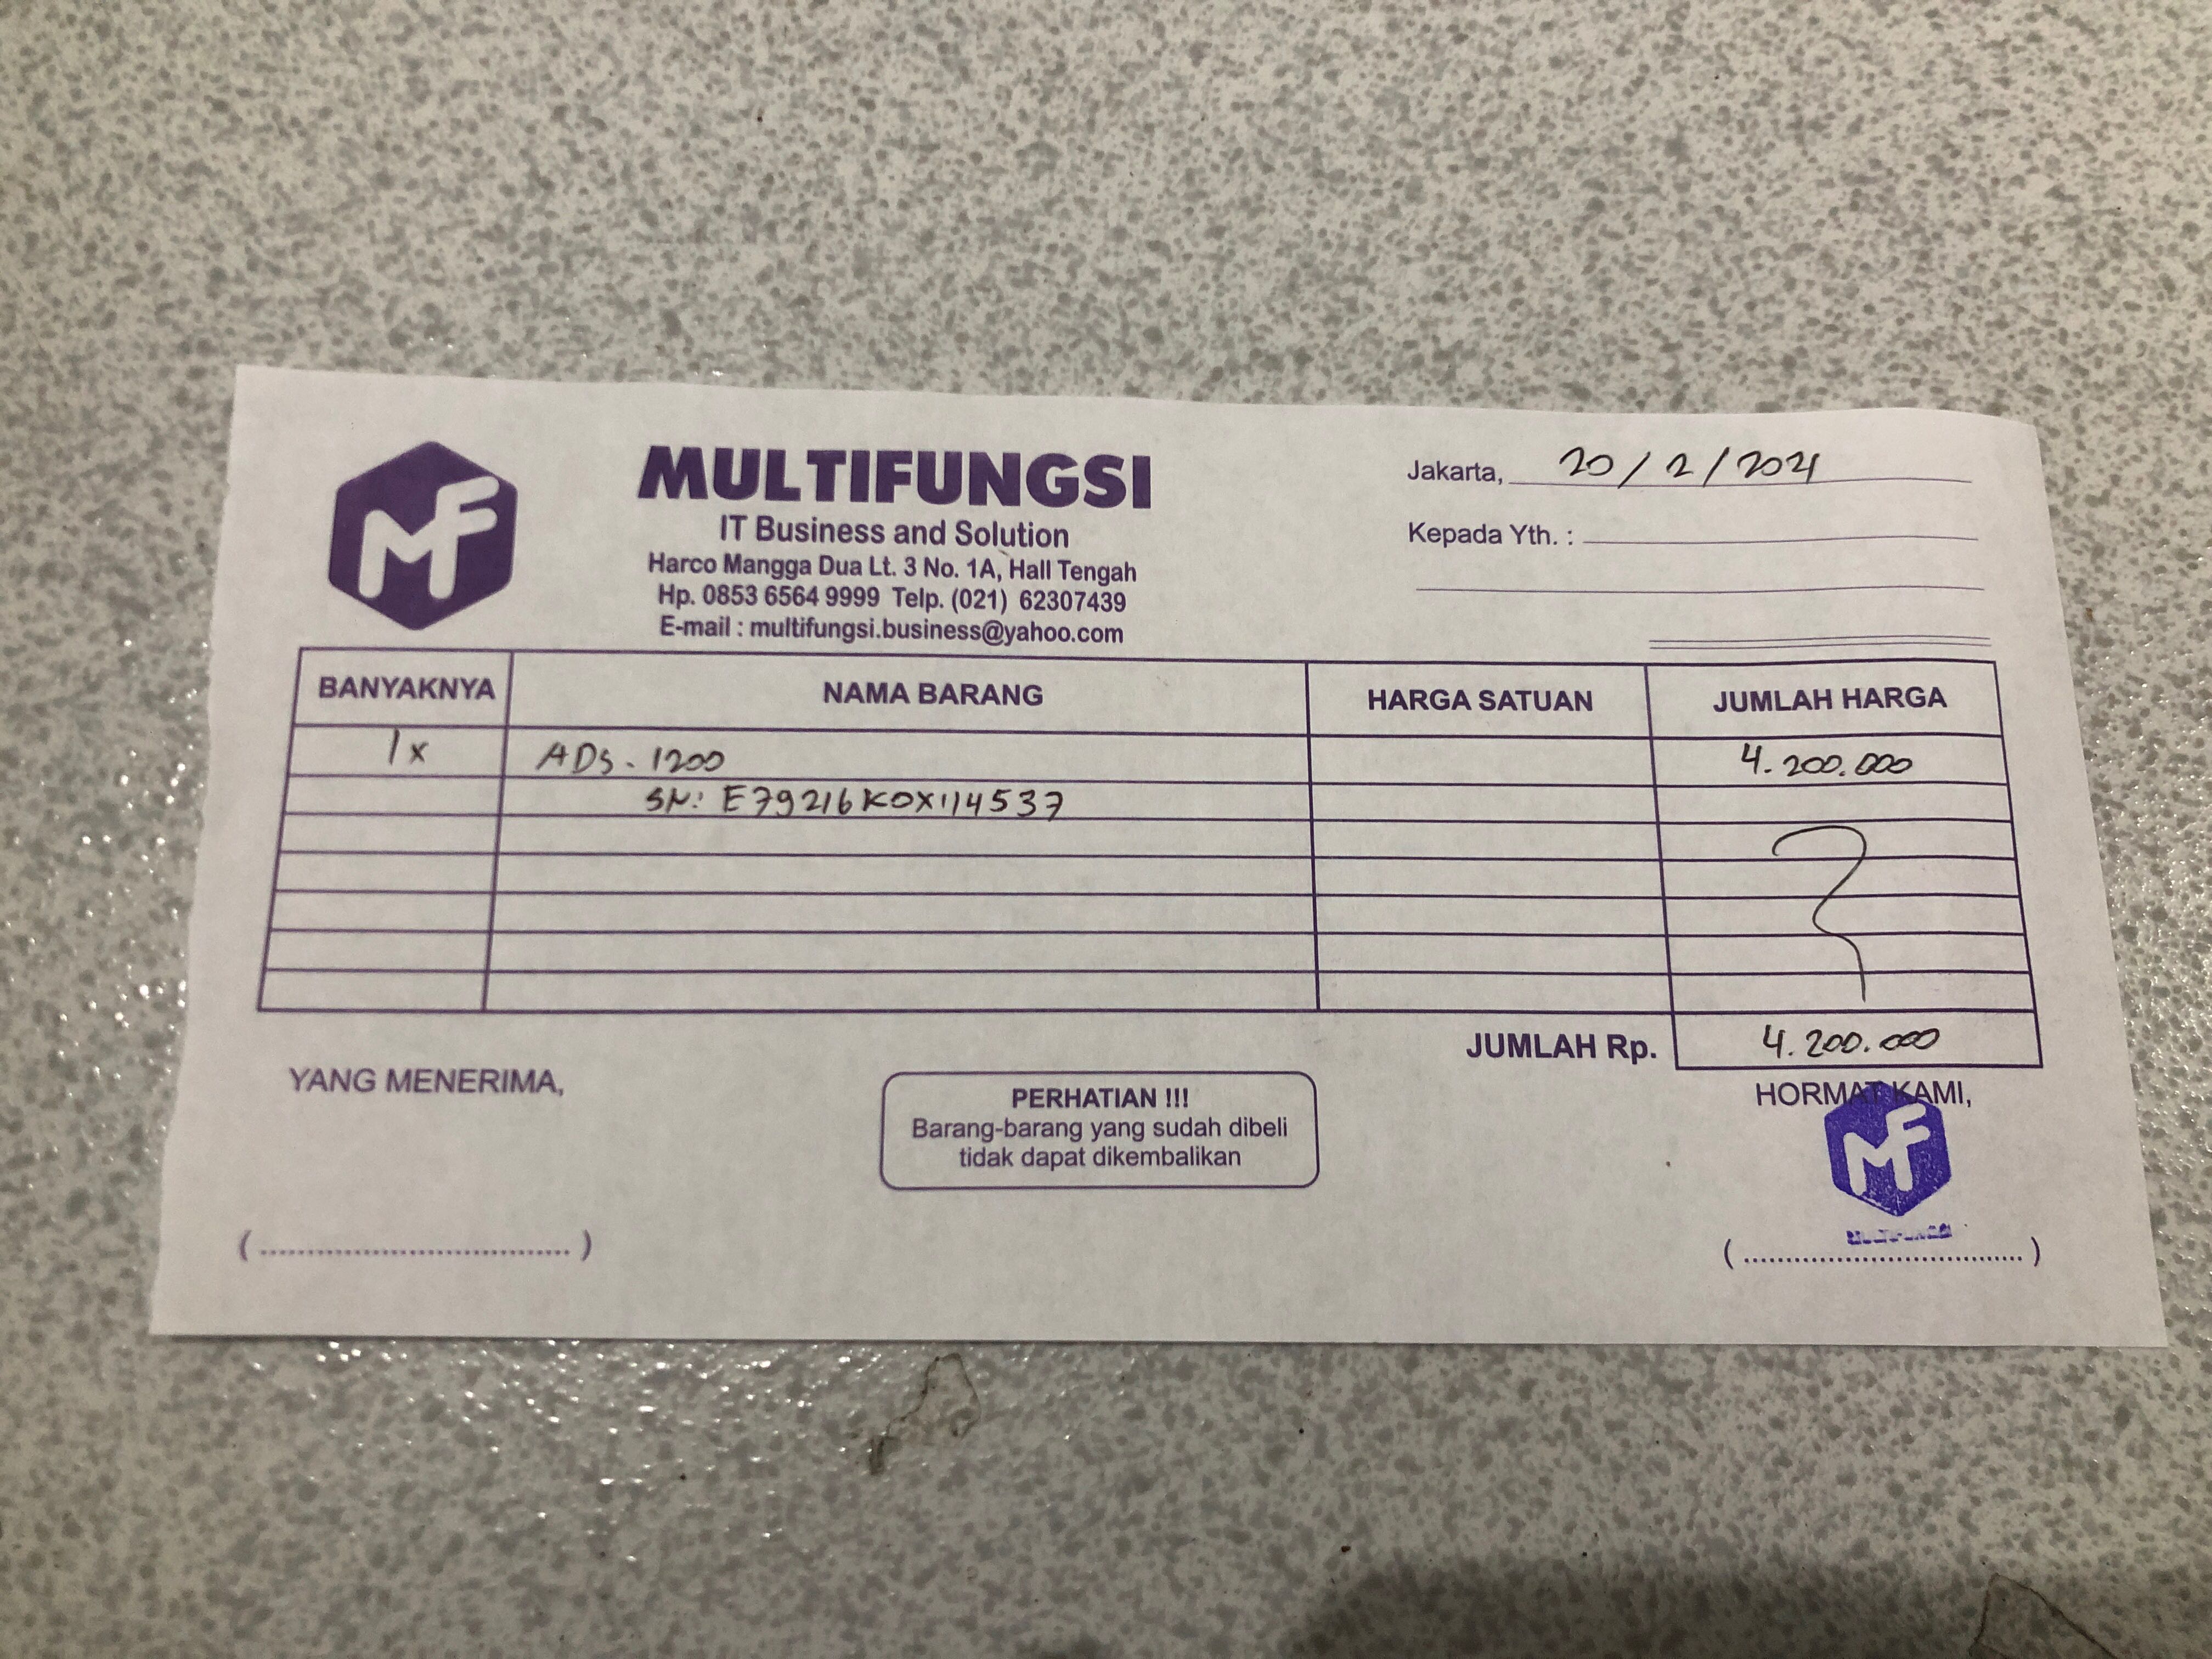 MF
MULTIFUNGSI
IT Business and Solution
Harco Mangga Dua Lt. 3 No. 1A, Hall Tengah
Hp. 0853 6564 9999 Telp. (021) 62307439
E-mail : multifungsi.business@yahoo.com
Jakarta, 20/2/2021
Kepada Yth. :
BANYAKNYA NAMA BARANG HARGA SATUAN JUMLAH HARGA
1x ADS-1200 4.200.000
SN: E79216K0X114537
JUMLAH Rp. 4.200.000
YANG MENERIMA,
PERHATIAN !!!
Barang-barang yang sudah dibeli
tidak dapat dikembalikan
HORMAT KAMI,
MF
MULTIFUNGSI
(....................................)
(....................................)